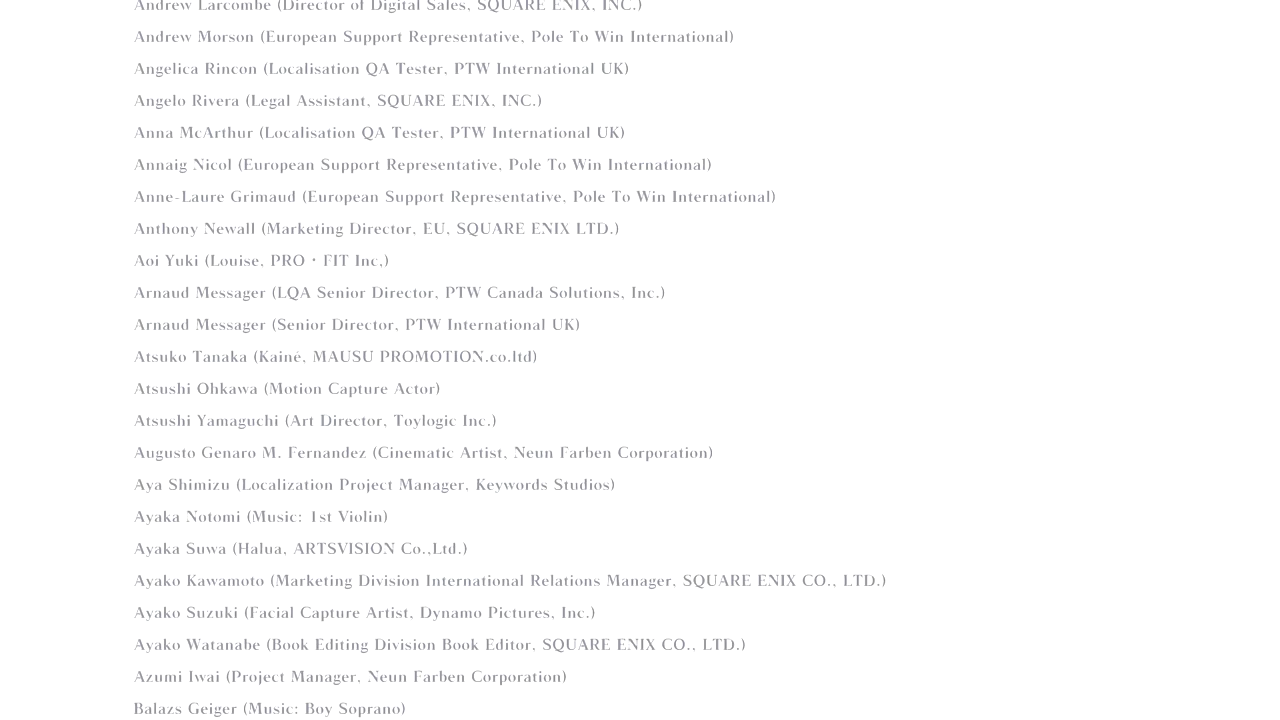 Andrew Larcombe (Director of Digital Sales, SQUARE ENIX, INC.)
Andrew Morson (European Support Representative, Pole To Win International)
Angelica Rincon (Localisation QA Tester, PTW International UK)
Angelo Rivera (Legal Assistant, SQUARE ENIX, INC.)
Anna McArthur (Localisation QA Tester, PTW International UK)
Annaig Nicol (European Support Representative, Pole To Win International)
Anne-Laure Grimaud (European Support Representative, Pole To Win International)
Anthony Newall (Marketing Director, EU, SQUARE ENIX LTD.)
Aoi Yuki (Louise, PRO・FIT Inc,)
Arnaud Messager (LQA Senior Director, PTW Canada Solutions, Inc.)
Arnaud Messager (Senior Director, PTW International UK)
Atsuko Tanaka (Kainé, MAUSU PROMOTION.co.ltd)
Atsushi Ohkawa (Motion Capture Actor)
Atsushi Yamaguchi (Art Director, Toylogic Inc.)
Augusto Genaro M. Fernandez (Cinematic Artist, Neun Farben Corporation)
Aya Shimizu (Localization Project Manager, Keywords Studios)
Ayaka Notomi (Music: 1st Violin)
Ayaka Suwa (Halua, ARTSVISION Co.,Ltd.)
Ayako Kawamoto (Marketing Division International Relations Manager, SQUARE ENIX CO., LTD.)
Ayako Suzuki (Facial Capture Artist, Dynamo Pictures, Inc.)
Ayako Watanabe (Book Editing Division Book Editor, SQUARE ENIX CO., LTD.)
Azumi Iwai (Project Manager, Neun Farben Corporation)
Balazs Geiger (Music: Boy Soprano)